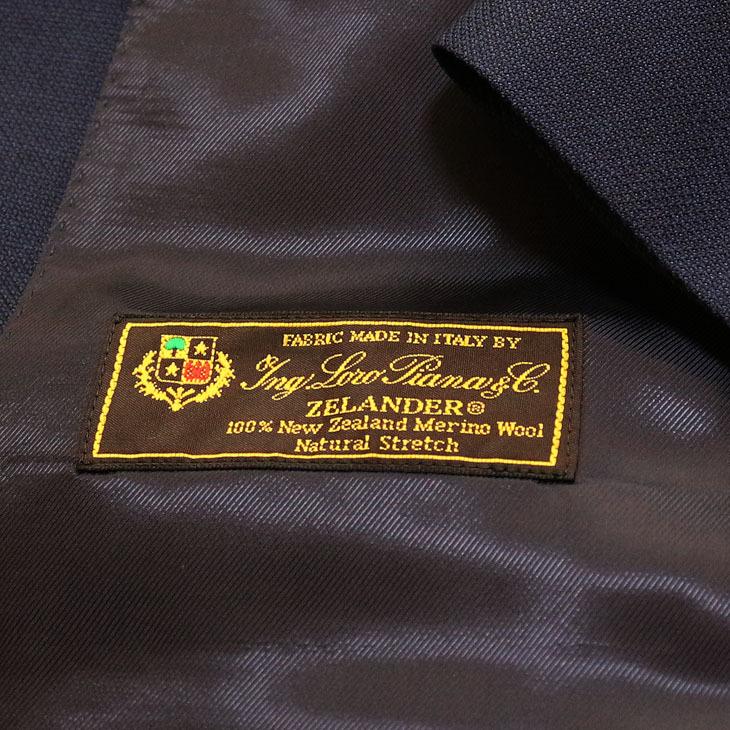 FABRIC MADE IN ITALY BY
Ing. Loro Piana & C.
ZELANDER®
100% New Zealand Merino Wool
Natural Stretch